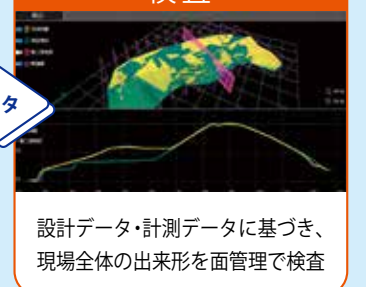 検査
タ
設計データ・計測データに基づき、
現場全体の出来形を面管理で検査